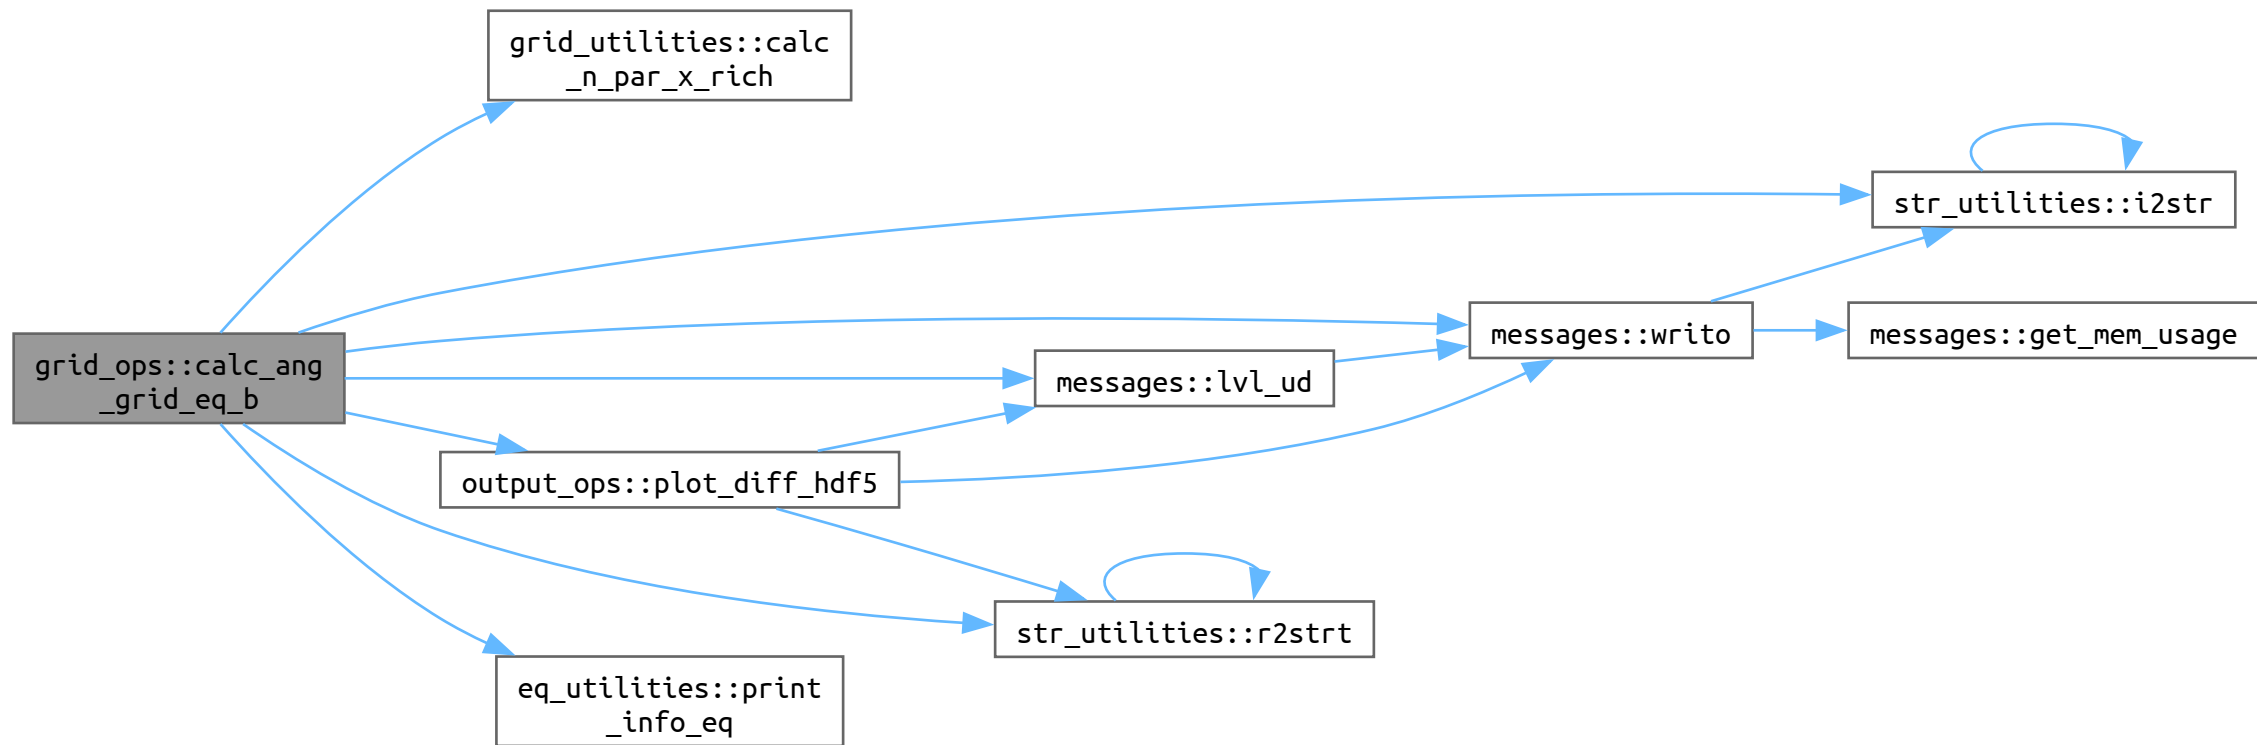 grid_utilities::calc
_n_par_x_rich
str_utilities::i2str
messages::writo
messages::get_mem_usage
grid_ops::calc_ang
_grid_eq_b
messages::lvl_ud
output_ops::plot_diff_hdf5
str_utilities::r2strt
eq_utilities::print
_info_eq